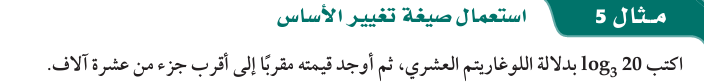 مـثـال 5 استعمال صيغة تغيير الأساس
اكتب log₃ 20 بدلالة اللوغاريتم العشري، ثم أوجد قيمته مقربًا إلى أقرب جزء من عشرة آلاف.